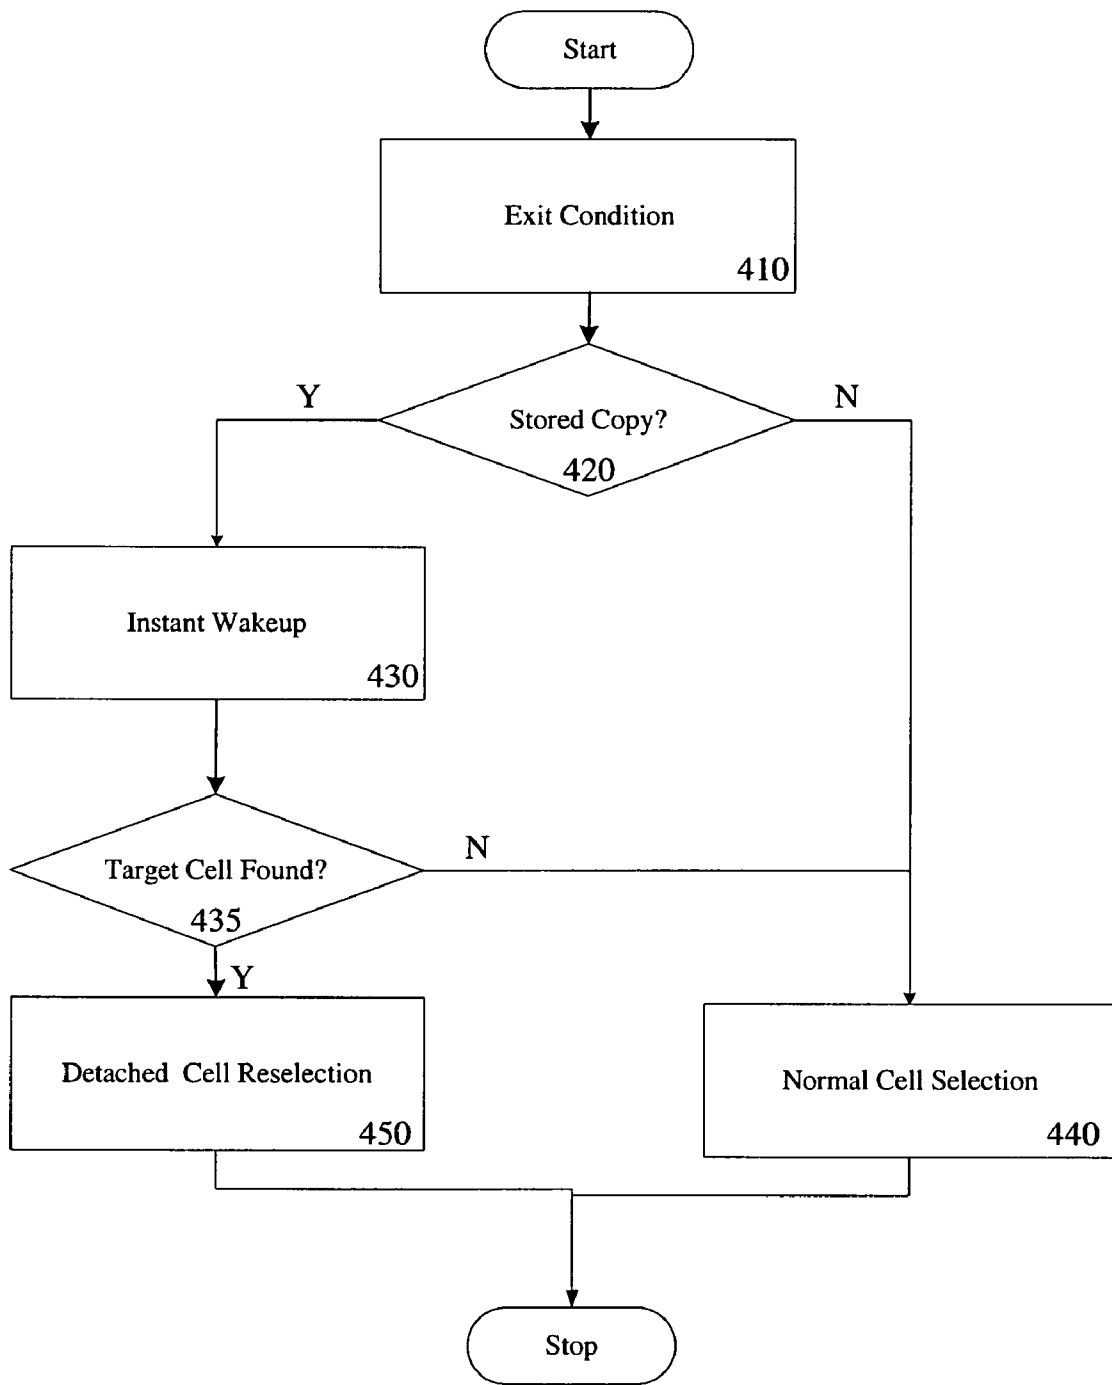 Start
Exit Condition
410
Y
N
Stored Copy?
420
Instant Wakeup
430
Target Cell Found?
N
435
Y
Detached Cell Reselection
450
Normal Cell Selection
440
Stop